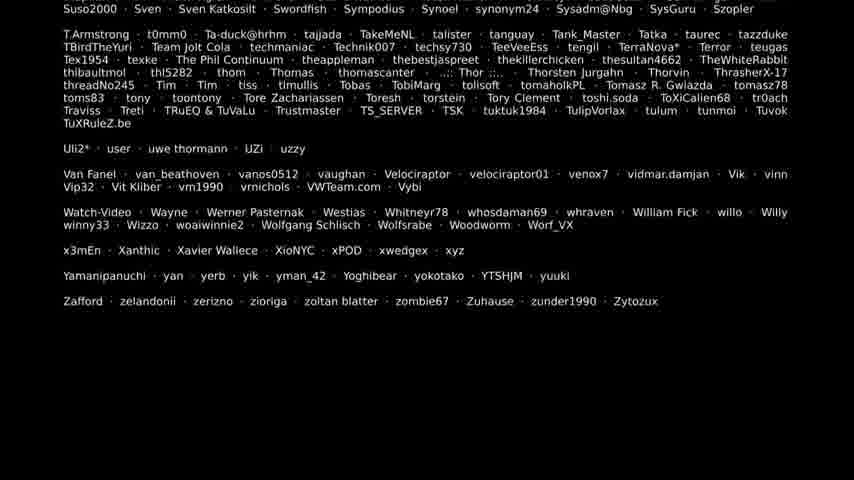 Suso2000 · Sven · Sven Katkosilt · Swordfish · Sympodius · Synoel · synonym24 · Sysadm@Nbg · SysGuru · Szopler
T.Armstrong · t0mm0 · Ta-duck@hrhm · tajjada · TakeMeNL · talister · tanguay · Tank_Master · Tatka · taurec · tazzduke
TBirdTheYuri · Team Jolt Cola · techmaniac · Technik007 · techsy730 · TeeVeeEss · tengil · TerraNova* · Terror · teugas
Tex1954 · texke · The Phil Continuum · theappleman · thebestjaspreet · thekillerchicken · thesultan4662 · TheWhiteRabbit
thibaultmol · thl5282 · thom · Thomas · thomascanter · ..:: Thor ::.. · Thorsten Jurgahn · Thorvin · ThrasherX-17
threadNo245 · Tim · Tim · tiss · tlmullis · Tobas · TobiMarg · tolisoft · tomaholkPL · Tomasz R. Gwiazda · tomasz78
toms83 · tony · toontony · Tore Zachariassen · Toresh · torstein · Tory Clement · toshi.soda · ToXiCalien68 · tr0ach
Traviss · Treti · TRuEQ & TuVaLu · Trustmaster · TS_SERVER · TSK · tuktuk1984 · TulipVorlax · tulum · tunmoi · Tuvok
TuXRuleZ.be
Uli2* · user · uwe thormann · UZi · uzzy
Van Fanel · van_beathoven · vanos0512 · vaughan · Velociraptor · velociraptor01 · venox7 · vidmar.damjan · Vik · vinn
Vip32 · Vit Kliber · vm1990 · vrnichols · VWTeam.com · Vybi
Watch-Video · Wayne · Werner Pasternak · Westias · Whitneyr78 · whosdaman69 · whraven · William Fick · willo · Willy
winny33 · Wizzo · woaiwinnie2 · Wolfgang Schlisch · Wolfsrabe · Woodworm · Worf_VX
x3mEn · Xanthic · Xavier Wallece · XioNYC · xPOD · xwedgex · xyz
Yamanipanuchi · yan · yerb · yik · yman_42 · Yoghibear · yokotako · YTSHJM · yuuki
Zafford · zelandonii · zerizno · zioriga · zoltan blatter · zombie67 · Zuhause · zunder1990 · Zytozux